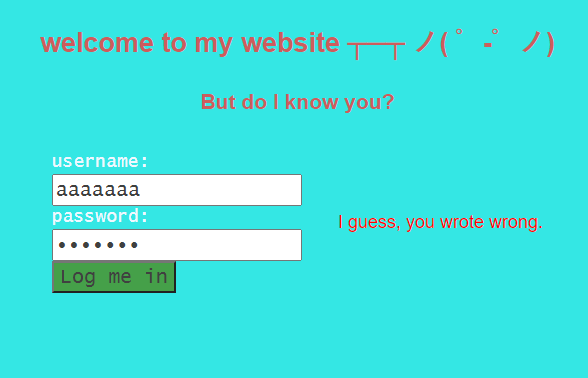 welcome to my website ┬─┬ ノ( ゜-゜ノ)
But do I know you?
username:
aaaaaaa
password:
•••••••
I guess, you wrote wrong.
Log me in